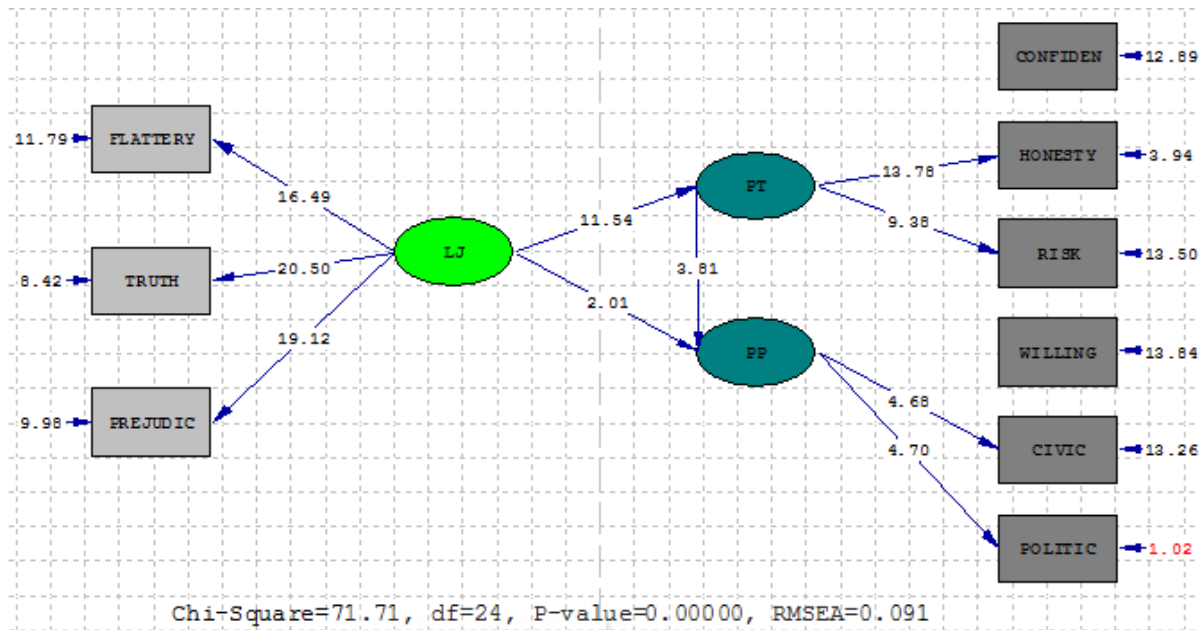 CONFIDEN
12.89
11.79
FLATTERY
HONESTY
3.94
13.78
PT
16.49
11.54
9.38
LJ
RISK
13.50
20.50
3.81
8.42
TRUTH
2.01
19.12
PP
WILLING
13.84
4.68
9.98
PREJUDIC
4.70
CIVIC
13.26
POLITIC
1.02
Chi-Square=71.71, df=24, P-value=0.00000, RMSEA=0.091